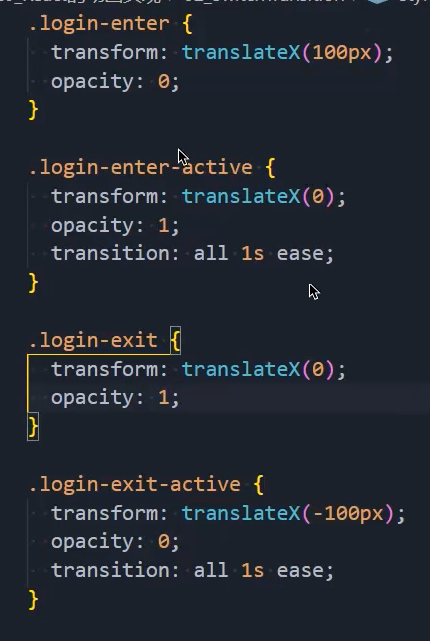 .login-enter {
  transform: translateX(100px);
  opacity: 0;
}
.login-enter-active {
  transform: translateX(0);
  opacity: 1;
  transition: all 1s ease;
}
.login-exit {
  transform: translateX(0);
  opacity: 1;
}
.login-exit-active {
  transform: translateX(-100px);
  opacity: 0;
  transition: all 1s ease;
}